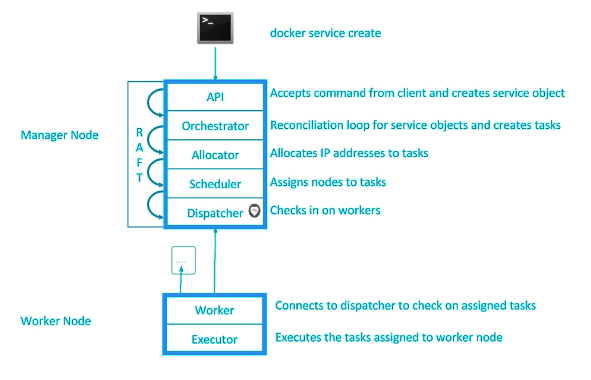 >_
docker service create
API
Accepts command from client and creates service object
Orchestrator
Reconciliation loop for service objects and creates tasks
Manager Node
RAFT
Allocator
Allocates IP addresses to tasks
Scheduler
Assigns nodes to tasks
Dispatcher
Checks in on workers
Worker
Connects to dispatcher to check on assigned tasks
Worker Node
Executor
Executes the tasks assigned to worker node